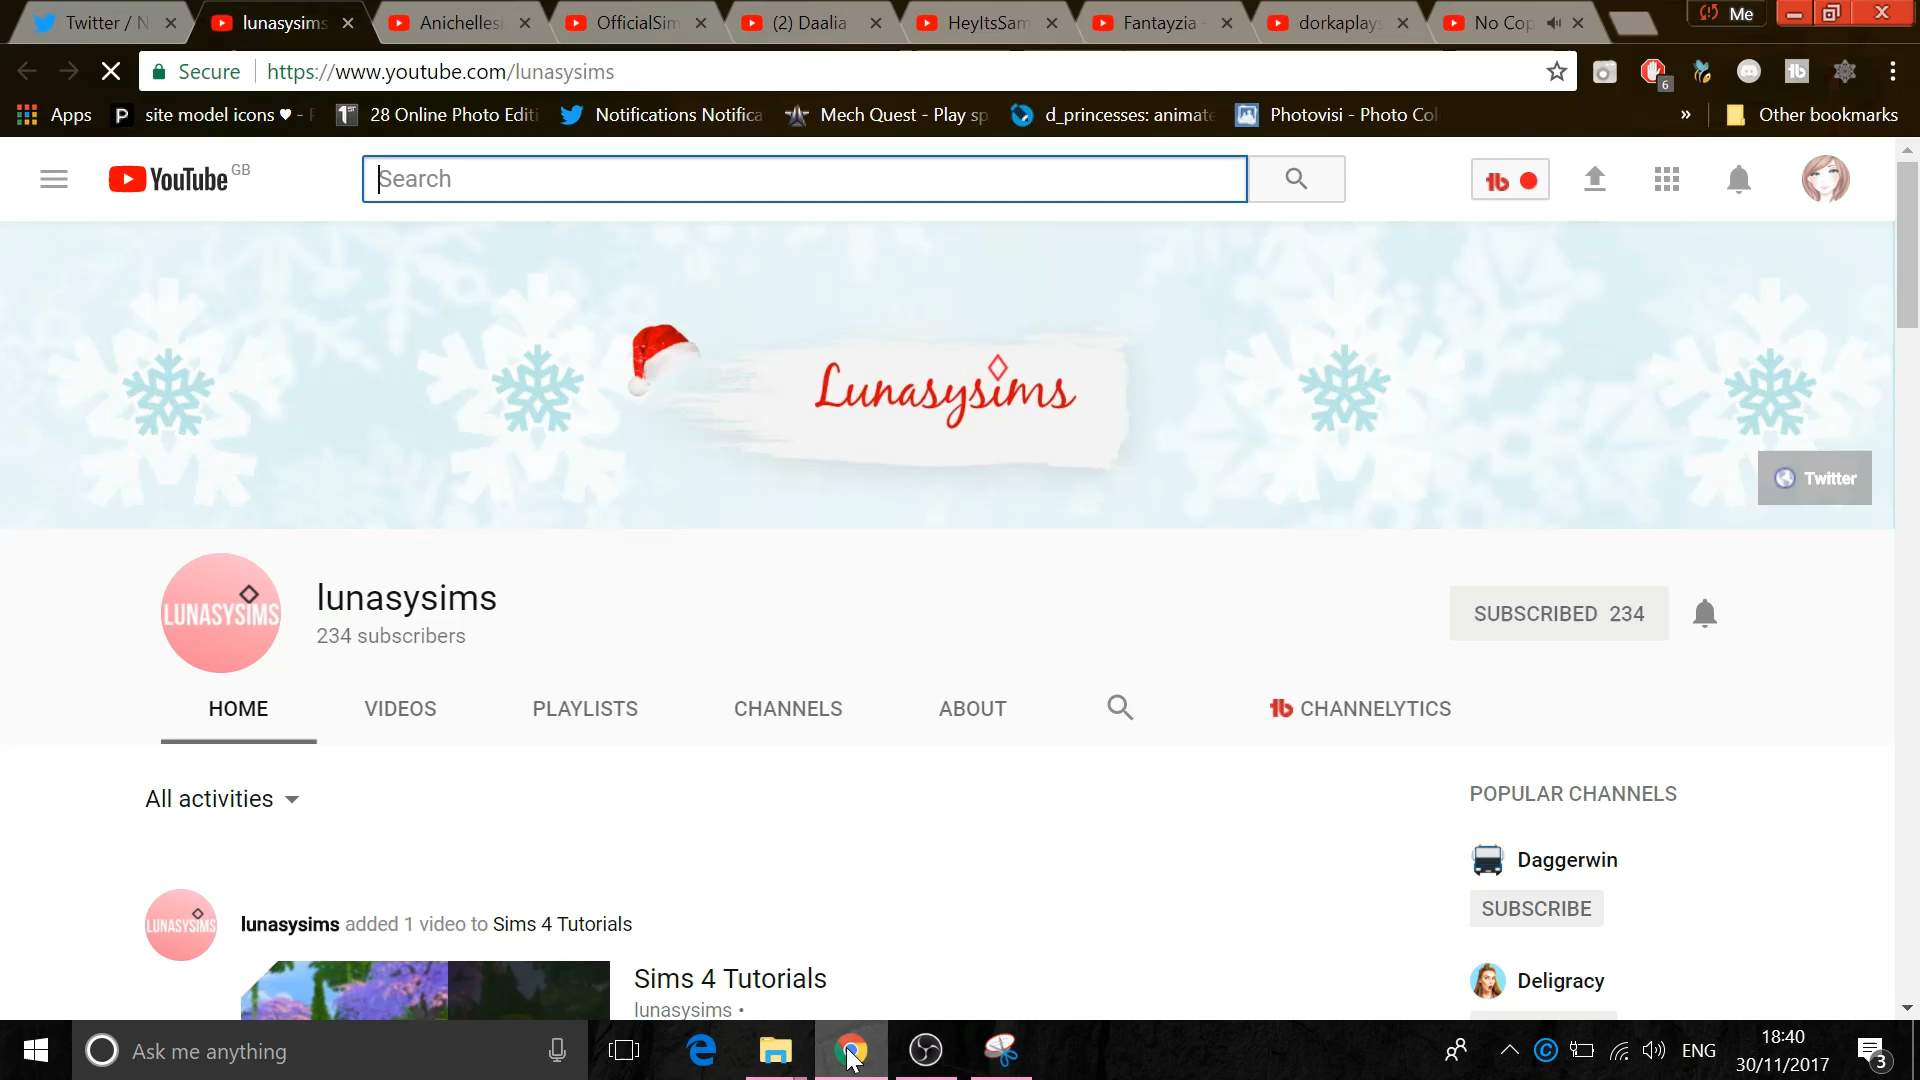 Twitter / N
lunasysims
Anichellesi
OfficialSim
(2) Daalia
HeyItsSam
Fantayzia -
dorkaplays
No Cop
Me
Secure
https://www.youtube.com/lunasysims
6
Apps
site model icons ♥ - F
28 Online Photo Editi
Notifications Notifica
Mech Quest - Play sp
d_princesses: animate
Photovisi - Photo Col
»
Other bookmarks
YouTube GB
Search
Lunasysims
Twitter
LUNASYSIMS
lunasysims
234 subscribers
SUBSCRIBED 234
HOME
VIDEOS
PLAYLISTS
CHANNELS
ABOUT
CHANNELYTICS
All activities
POPULAR CHANNELS
Daggerwin
SUBSCRIBE
LUNASYSIMS
lunasysims added 1 video to Sims 4 Tutorials
Deligracy
Sims 4 Tutorials
lunasysims •
Ask me anything
ENG
18:40
30/11/2017
3